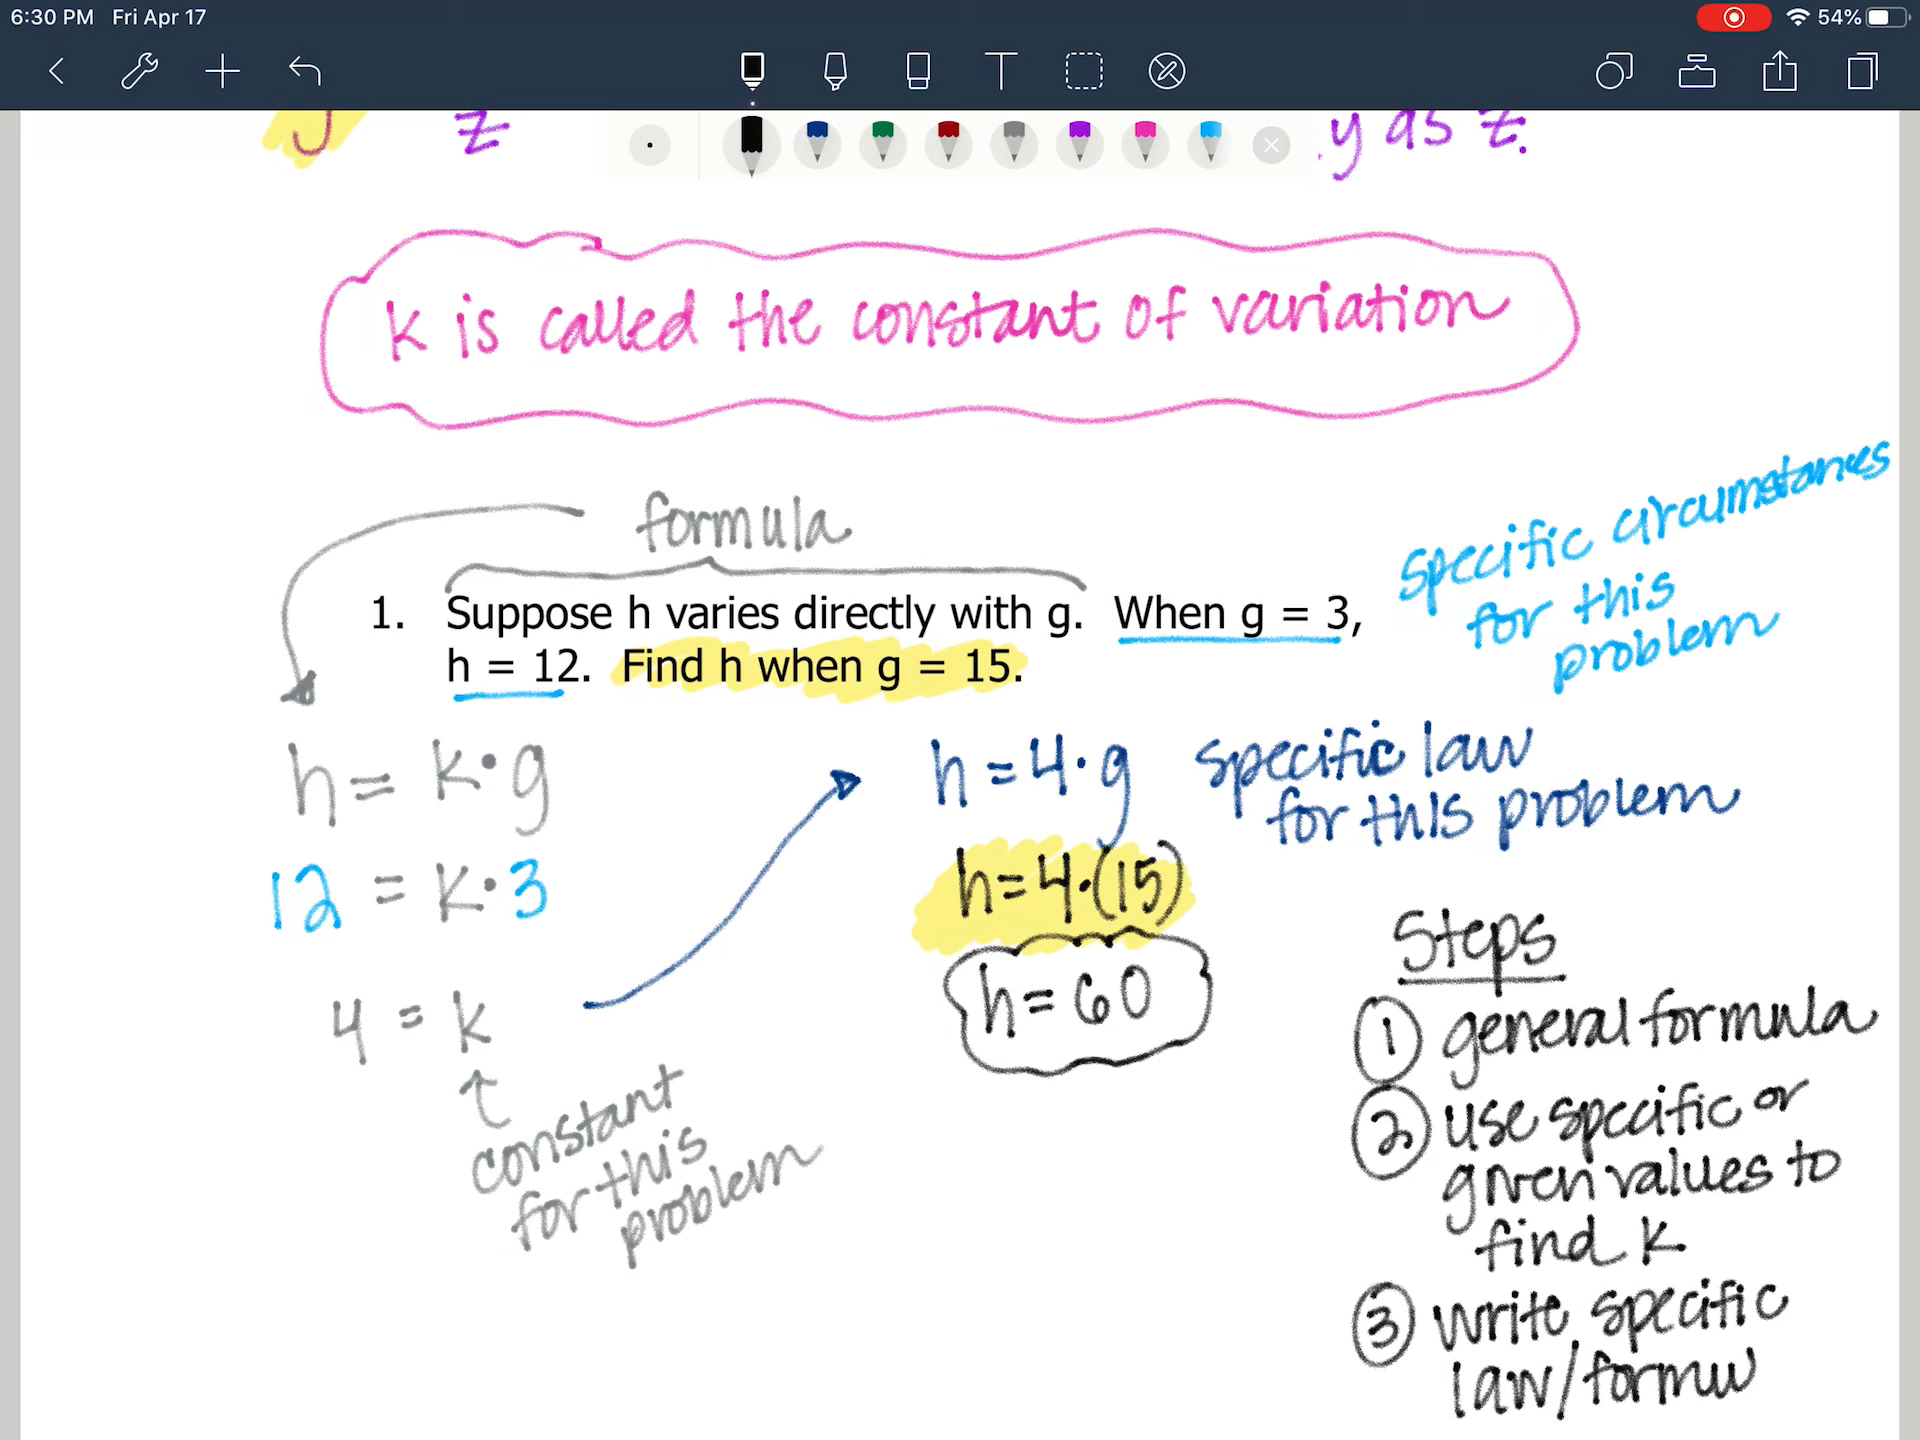 6:30 PM Fri Apr 17 54%
z y as z.
k is called the constant of variation
formula
specific circumstances
for this
problem
1. Suppose h varies directly with g. When g = 3,
h = 12. Find h when g = 15.
h = k · g
12 = k · 3
4 = k
constant
for this
problem
h = 4 · g
specific law
for this problem
h = 4 · (15)
h = 60
Steps
1 general formula
2 use specific or
given values to
find k
3 write specific
law/formu